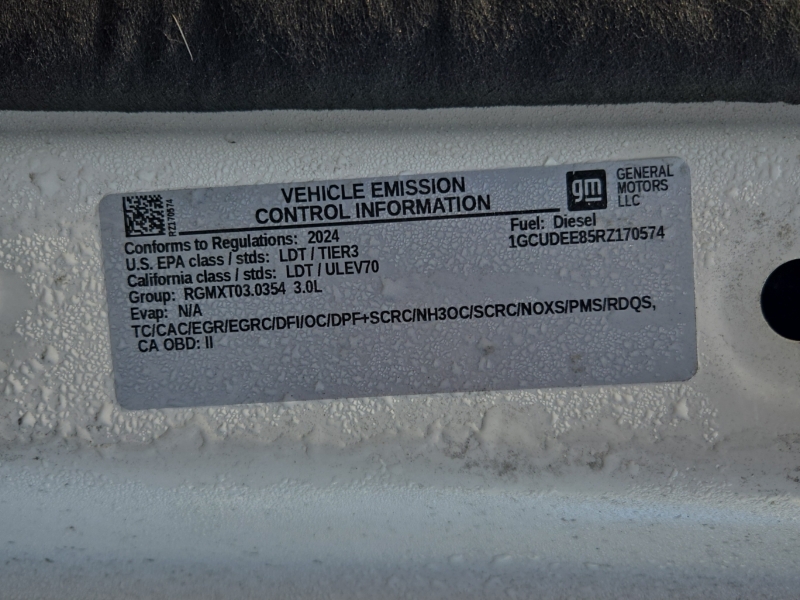 RZ170574
VEHICLE EMISSION
CONTROL INFORMATION
gm
GENERAL
MOTORS
LLC
Conforms to Regulations: 2024
U.S. EPA class / stds: LDT / TIER3
California class / stds: LDT / ULEV70
Group: RGMXT03.0354 3.0L
Evap: N/A
Fuel: Diesel
1GCUDEE85RZ170574
TC/CAC/EGR/EGRC/DFI/OC/DPF+SCRC/NH3OC/SCRC/NOXS/PMS/RDQS,
CA OBD: II